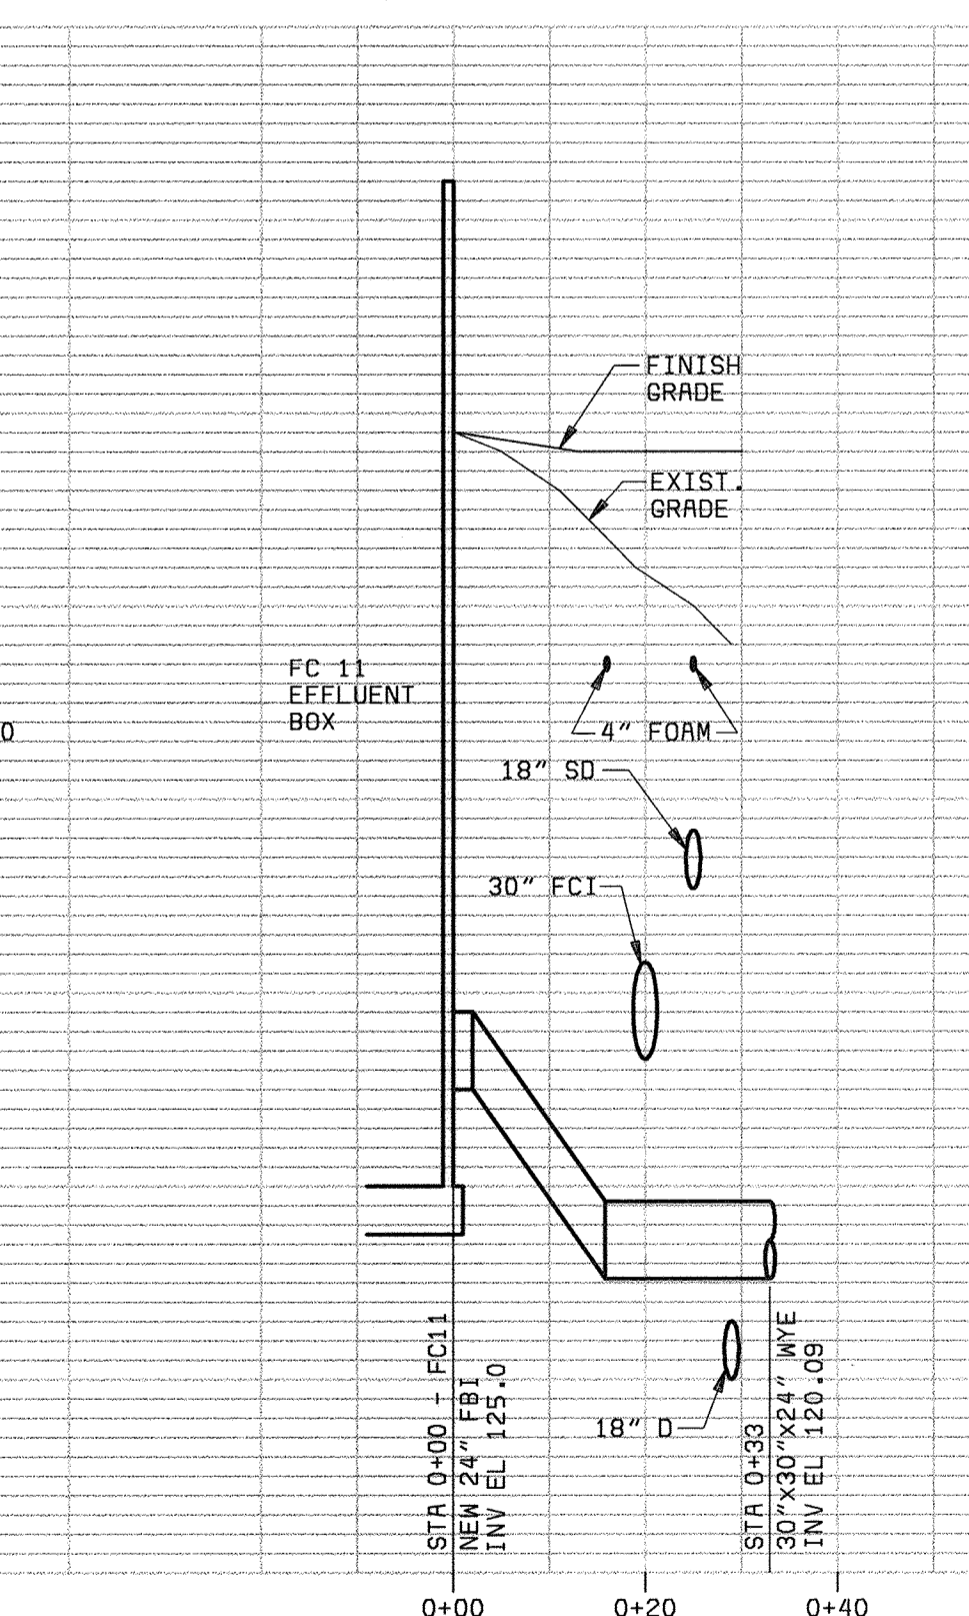 FINISH
GRADE
EXIST.
GRADE
FC 11
EFFLUENT
BOX
0
4" FOAM
18" SD
30" FCI
18" D
STA 0+00 - FC11
NEW 24" FBI
INV EL 125.0
STA 0+33
30"x30"x24" WYE
INV EL 120.09
0+00
0+20
0+40